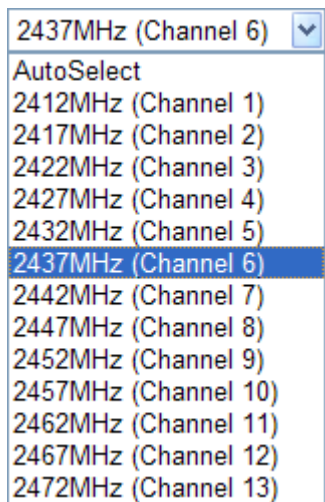 2437MHz (Channel 6)
AutoSelect
2412MHz (Channel 1)
2417MHz (Channel 2)
2422MHz (Channel 3)
2427MHz (Channel 4)
2432MHz (Channel 5)
2437MHz (Channel 6)
2442MHz (Channel 7)
2447MHz (Channel 8)
2452MHz (Channel 9)
2457MHz (Channel 10)
2462MHz (Channel 11)
2467MHz (Channel 12)
2472MHz (Channel 13)